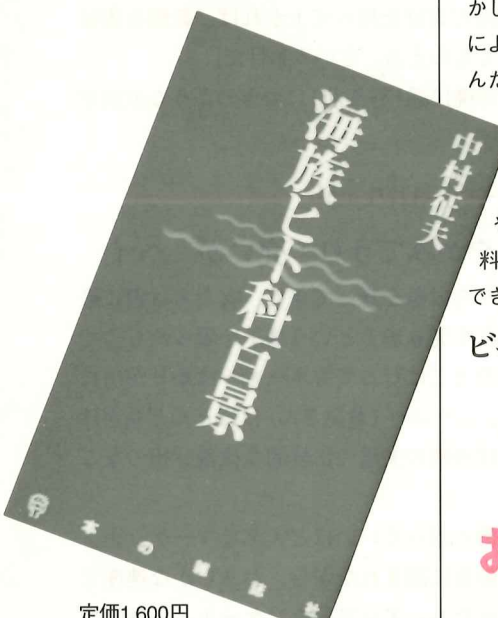 中村征夫
海族ヒト科百景
本の雑誌社
定価1,600円
かし
によ
んた
料
でき
ビ
お